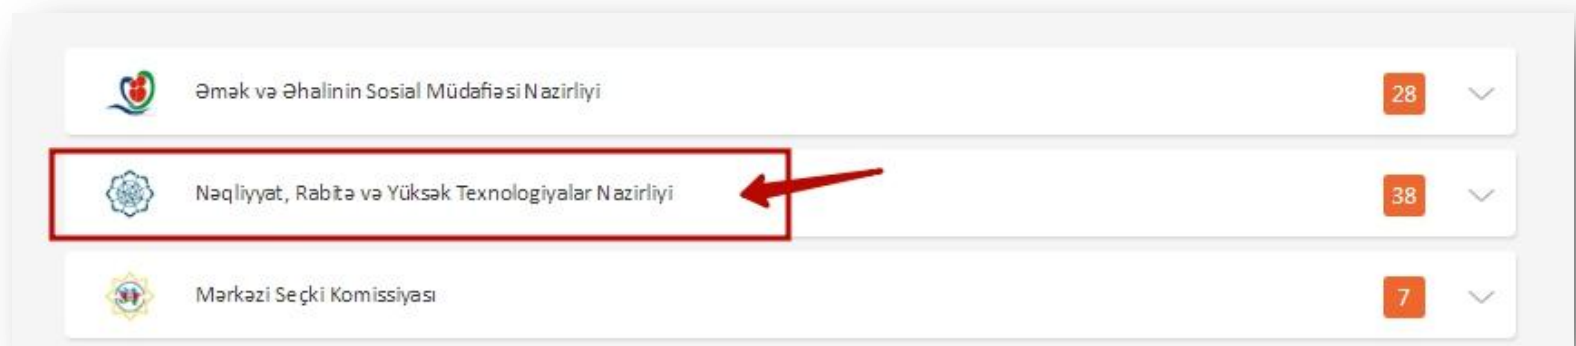 Əmək və Əhalinin Sosial Müdafiəsi Nazirliyi 28
Nəqliyyat, Rabitə və Yüksək Texnologiyalar Nazirliyi 38
Mərkəzi Seçki Komissiyası 7